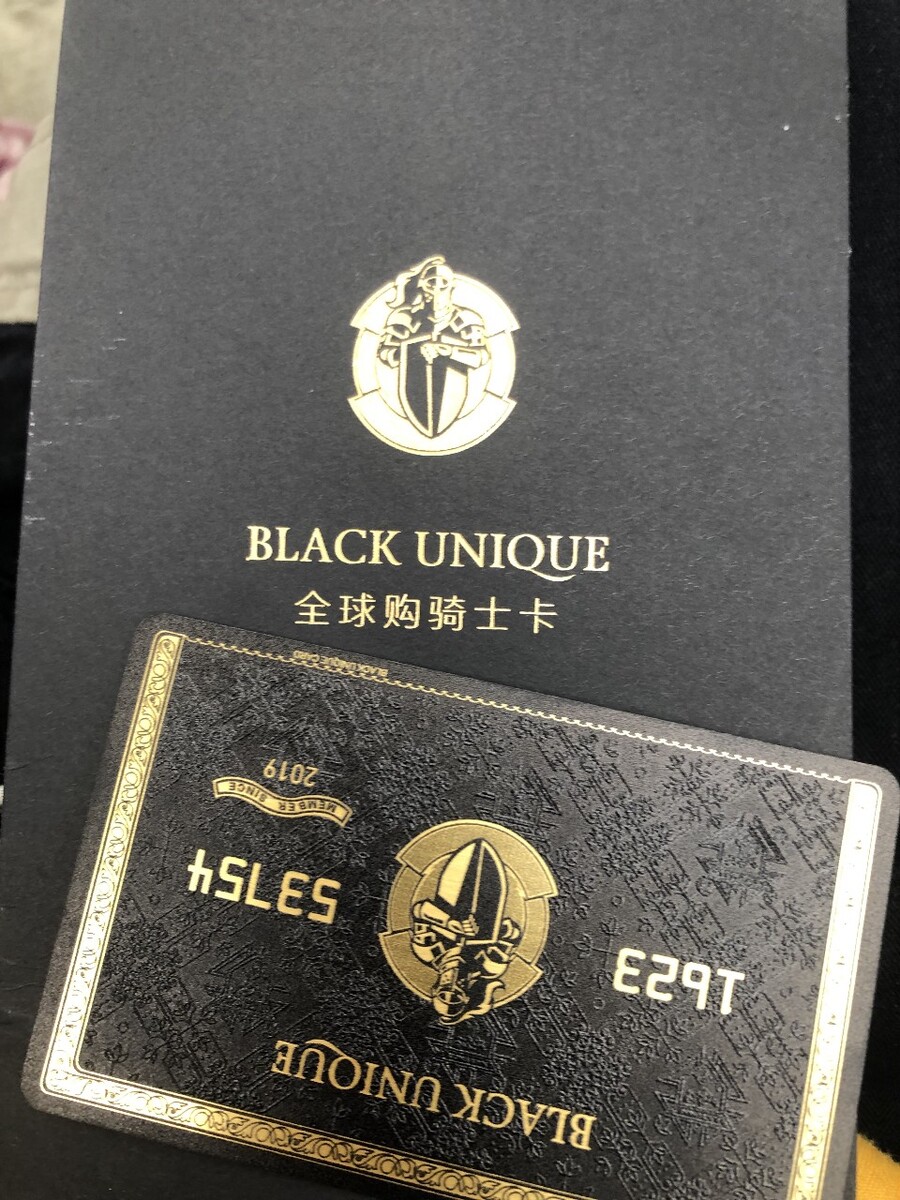 BLACK UNIQUE
全球购骑士卡
BLACK UNIQUE
TP23 53754
MEMBER SINCE
2019
BLACK UNIQUE CARD